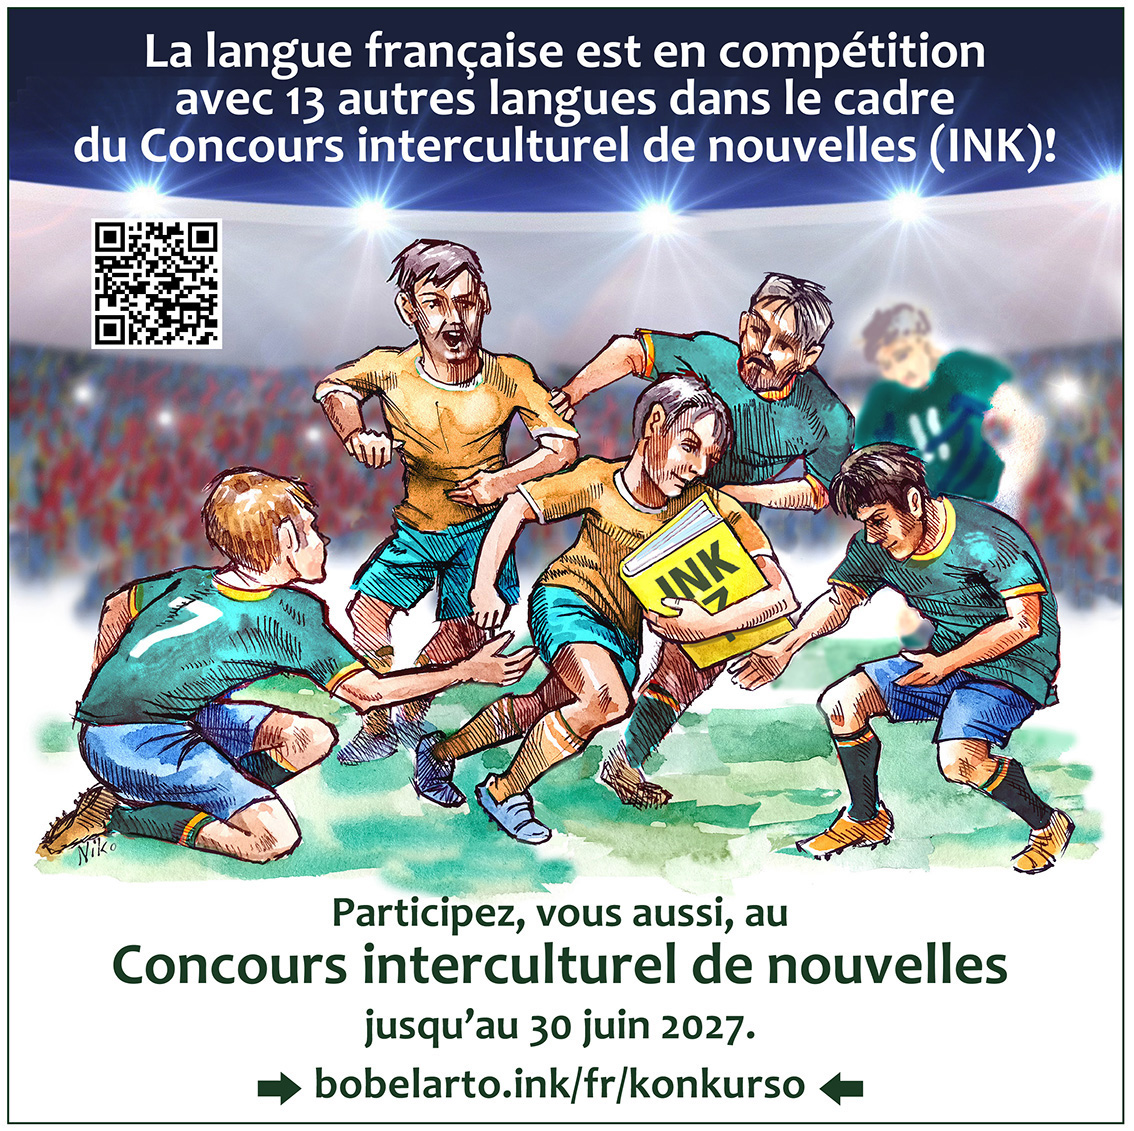 La langue française est en compétition
avec 13 autres langues dans le cadre
du Concours interculturel de nouvelles (INK)!
INK
7
7
Niko
Participez, vous aussi, au
Concours interculturel de nouvelles
jusqu’au 30 juin 2027.
bobelarto.ink/fr/konkurso